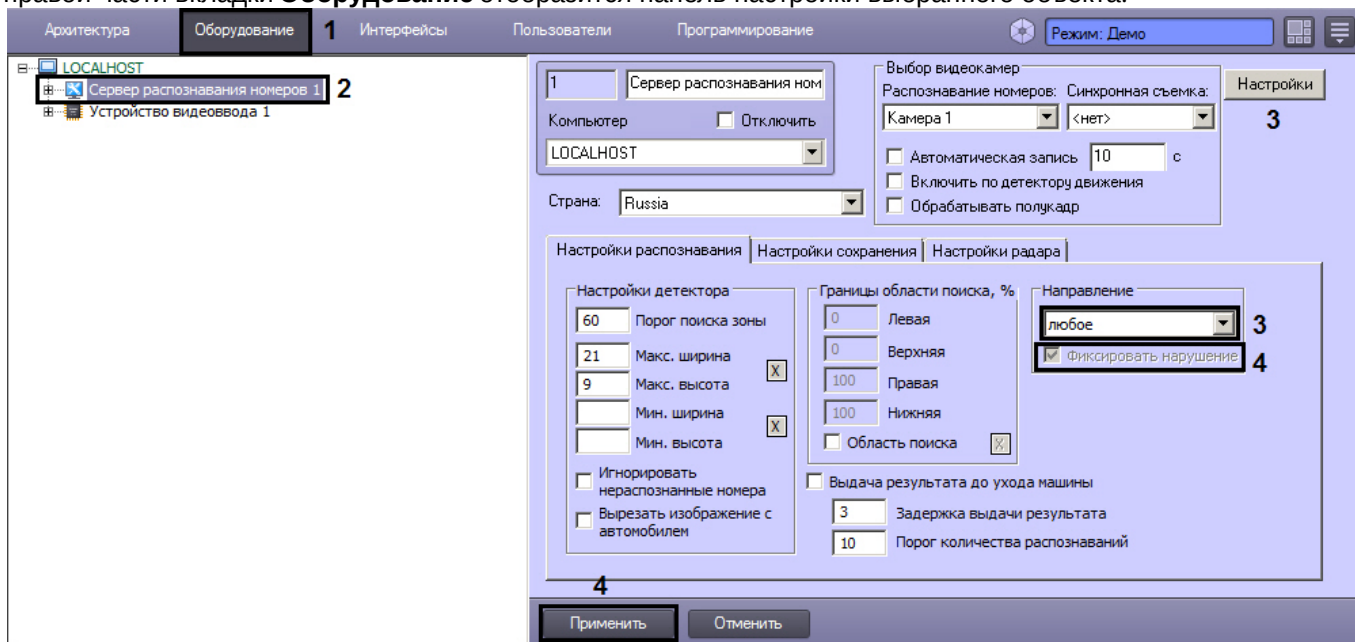 правой части вкладки Оборудование отобразится панель настройки выбранного объекта.
Архитектура Оборудование 1 Интерфейсы Пользователи Программирование Режим: Демо
LOCALHOST
Сервер распознавания номеров 1 2
Устройство видеоввода 1
1 Сервер распознавания ном
Компьютер Отключить
LOCALHOST
Страна: Russia
Выбор видеокамер
Распознавание номеров: Синхронная съемка:
Камера 1 <нет>
Автоматическая запись 10 с
Включить по детектору движения
Обрабатывать полукадр
Настройки
3
Настройки распознавания Настройки сохранения Настройки радара
Настройки детектора
60 Порог поиска зоны
21 Макс. ширина
X
9 Макс. высота
Мин. ширина
X
Мин. высота
Игнорировать
нераспознанные номера
Вырезать изображение с
автомобилем
Границы области поиска, %
0 Левая
0 Верхняя
100 Правая
100 Нижняя
Область поиска X
Направление
любое 3
Фиксировать нарушение 4
Выдача результата до ухода машины
3 Задержка выдачи результата
10 Порог количества распознаваний
4
Применить Отменить